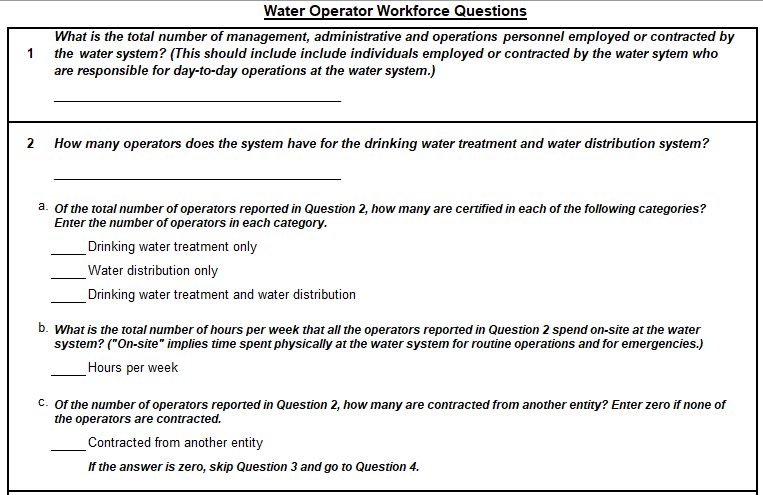 Water Operator Workforce Questions
What is the total number of management, administrative and operations personnel employed or contracted by
1 the water system? (This should include include individuals employed or contracted by the water sytem who
are responsible for day-to-day operations at the water system.)
2 How many operators does the system have for the drinking water treatment and water distribution system?
a. Of the total number of operators reported in Question 2, how many are certified in each of the following categories?
Enter the number of operators in each category.
Drinking water treatment only
Water distribution only
Drinking water treatment and water distribution
b. What is the total number of hours per week that all the operators reported in Question 2 spend on-site at the water
system? ("On-site" implies time spent physically at the water system for routine operations and for emergencies.)
Hours per week
c. Of the number of operators reported in Question 2, how many are contracted from another entity? Enter zero if none of
the operators are contracted.
Contracted from another entity
If the answer is zero, skip Question 3 and go to Question 4.